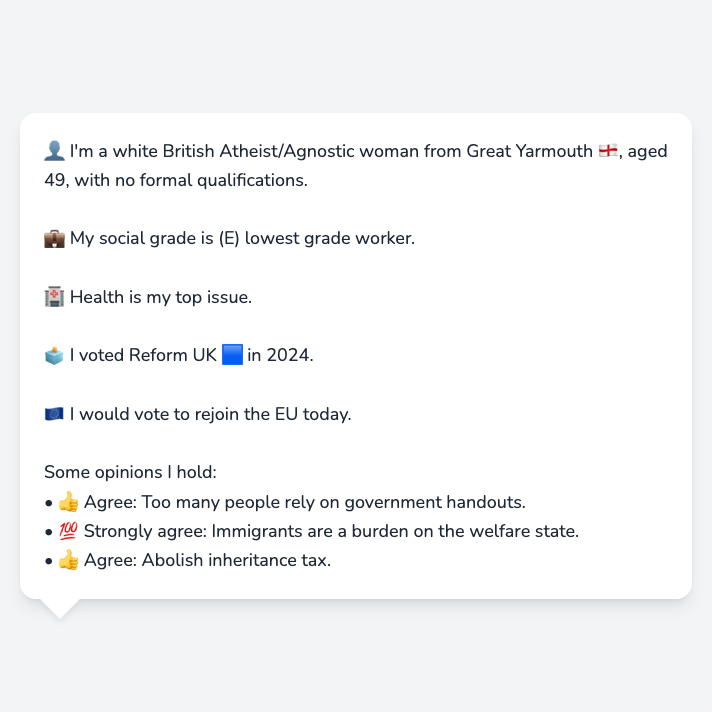 👤 I'm a white British Atheist/Agnostic woman from Great Yarmouth 🏴󠁧󠁢󠁥󠁮󠁧󠁿, aged
49, with no formal qualifications.
💼 My social grade is (E) lowest grade worker.
🏥 Health is my top issue.
🗳️ I voted Reform UK 🟦 in 2024.
🇪🇺 I would vote to rejoin the EU today.
Some opinions I hold:
• 👍 Agree: Too many people rely on government handouts.
• 💯 Strongly agree: Immigrants are a burden on the welfare state.
• 👍 Agree: Abolish inheritance tax.